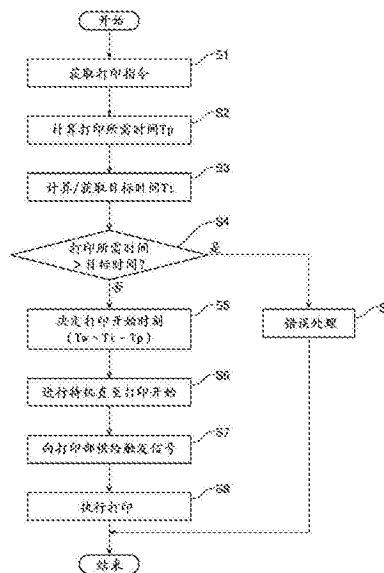 开始
S1
获取打印指令
S2
计算打印所需时间Tp
S3
计算/获取目标时间Ti
S4
打印所需时间
>目标时间?
是
否
S5
决定打印开始时刻
S
错误处理
S6
进行待机直至打印开始
S7
向打印部供给触发信号
S8
执行打印
结束